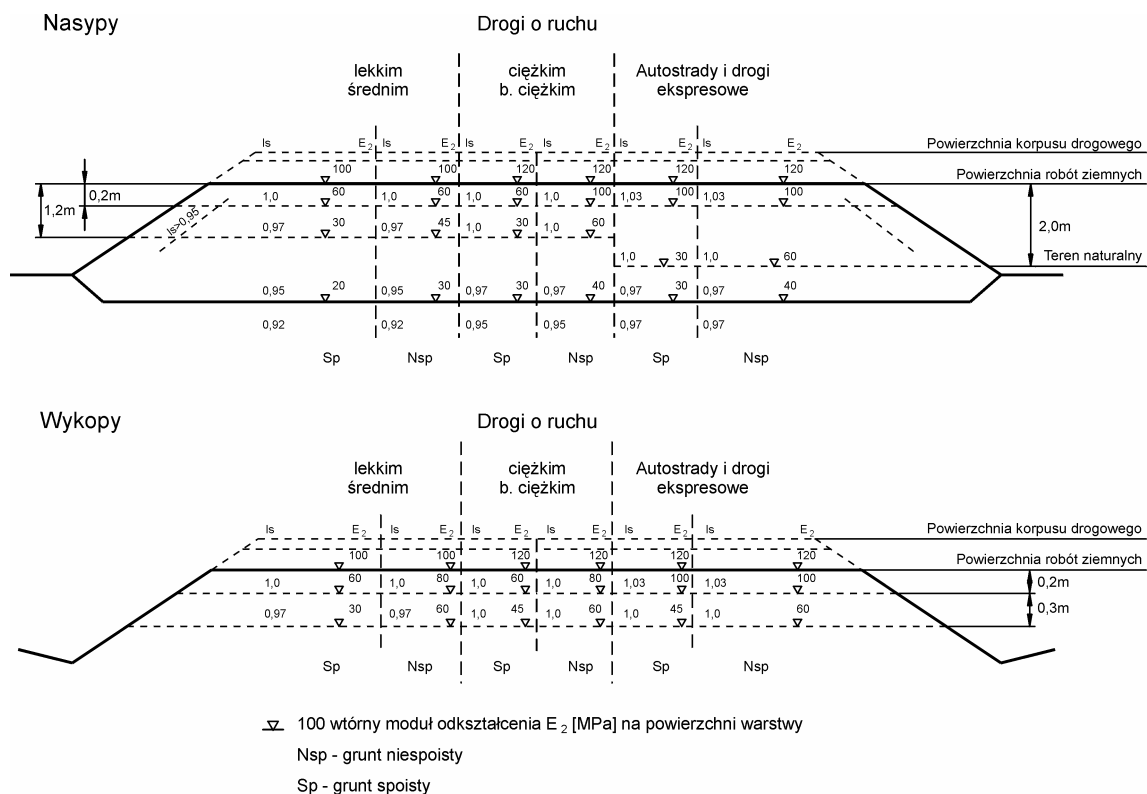 Nasypy
Drogi o ruchu
lekkim
średnim
ciężkim
b. ciężkim
Autostrady i drogi
ekspresowe
Is E2 Is E2 Is E2 Is E2 Is E2
Powierzchnia korpusu drogowego
100 100 120 120 120 120
Powierzchnia robót ziemnych
0,2m
1,2m
Is>0,95
1,0 60 1,0 60 1,0 60 1,0 100 1,03 100 1,03 100
0,97 30 0,97 45 1,0 30 1,0 60
2,0m
1,0 30 1,0 60
Teren naturalny
0,95 20 0,95 30 0,97 30 0,97 40 0,97 30 0,97 40
0,92 0,92 0,95 0,95 0,97 0,97
Sp Nsp Sp Nsp Sp Nsp
Wykopy
Drogi o ruchu
lekkim
średnim
ciężkim
b. ciężkim
Autostrady i drogi
ekspresowe
Is E2 Is E2 Is E2 Is E2 Is E2 Is E2
Powierzchnia korpusu drogowego
100 100 120 120 120 120
Powierzchnia robót ziemnych
1,0 60 1,0 80 1,0 60 1,0 80 1,03 100 1,03 100
0,2m
0,97 30 0,97 60 1,0 45 1,0 60 1,0 45 1,0 60
0,3m
Sp Nsp Sp Nsp Sp Nsp
100 wtórny moduł odkształcenia E2 [MPa] na powierzchni warstwy
Nsp - grunt niespoisty
Sp - grunt spoisty